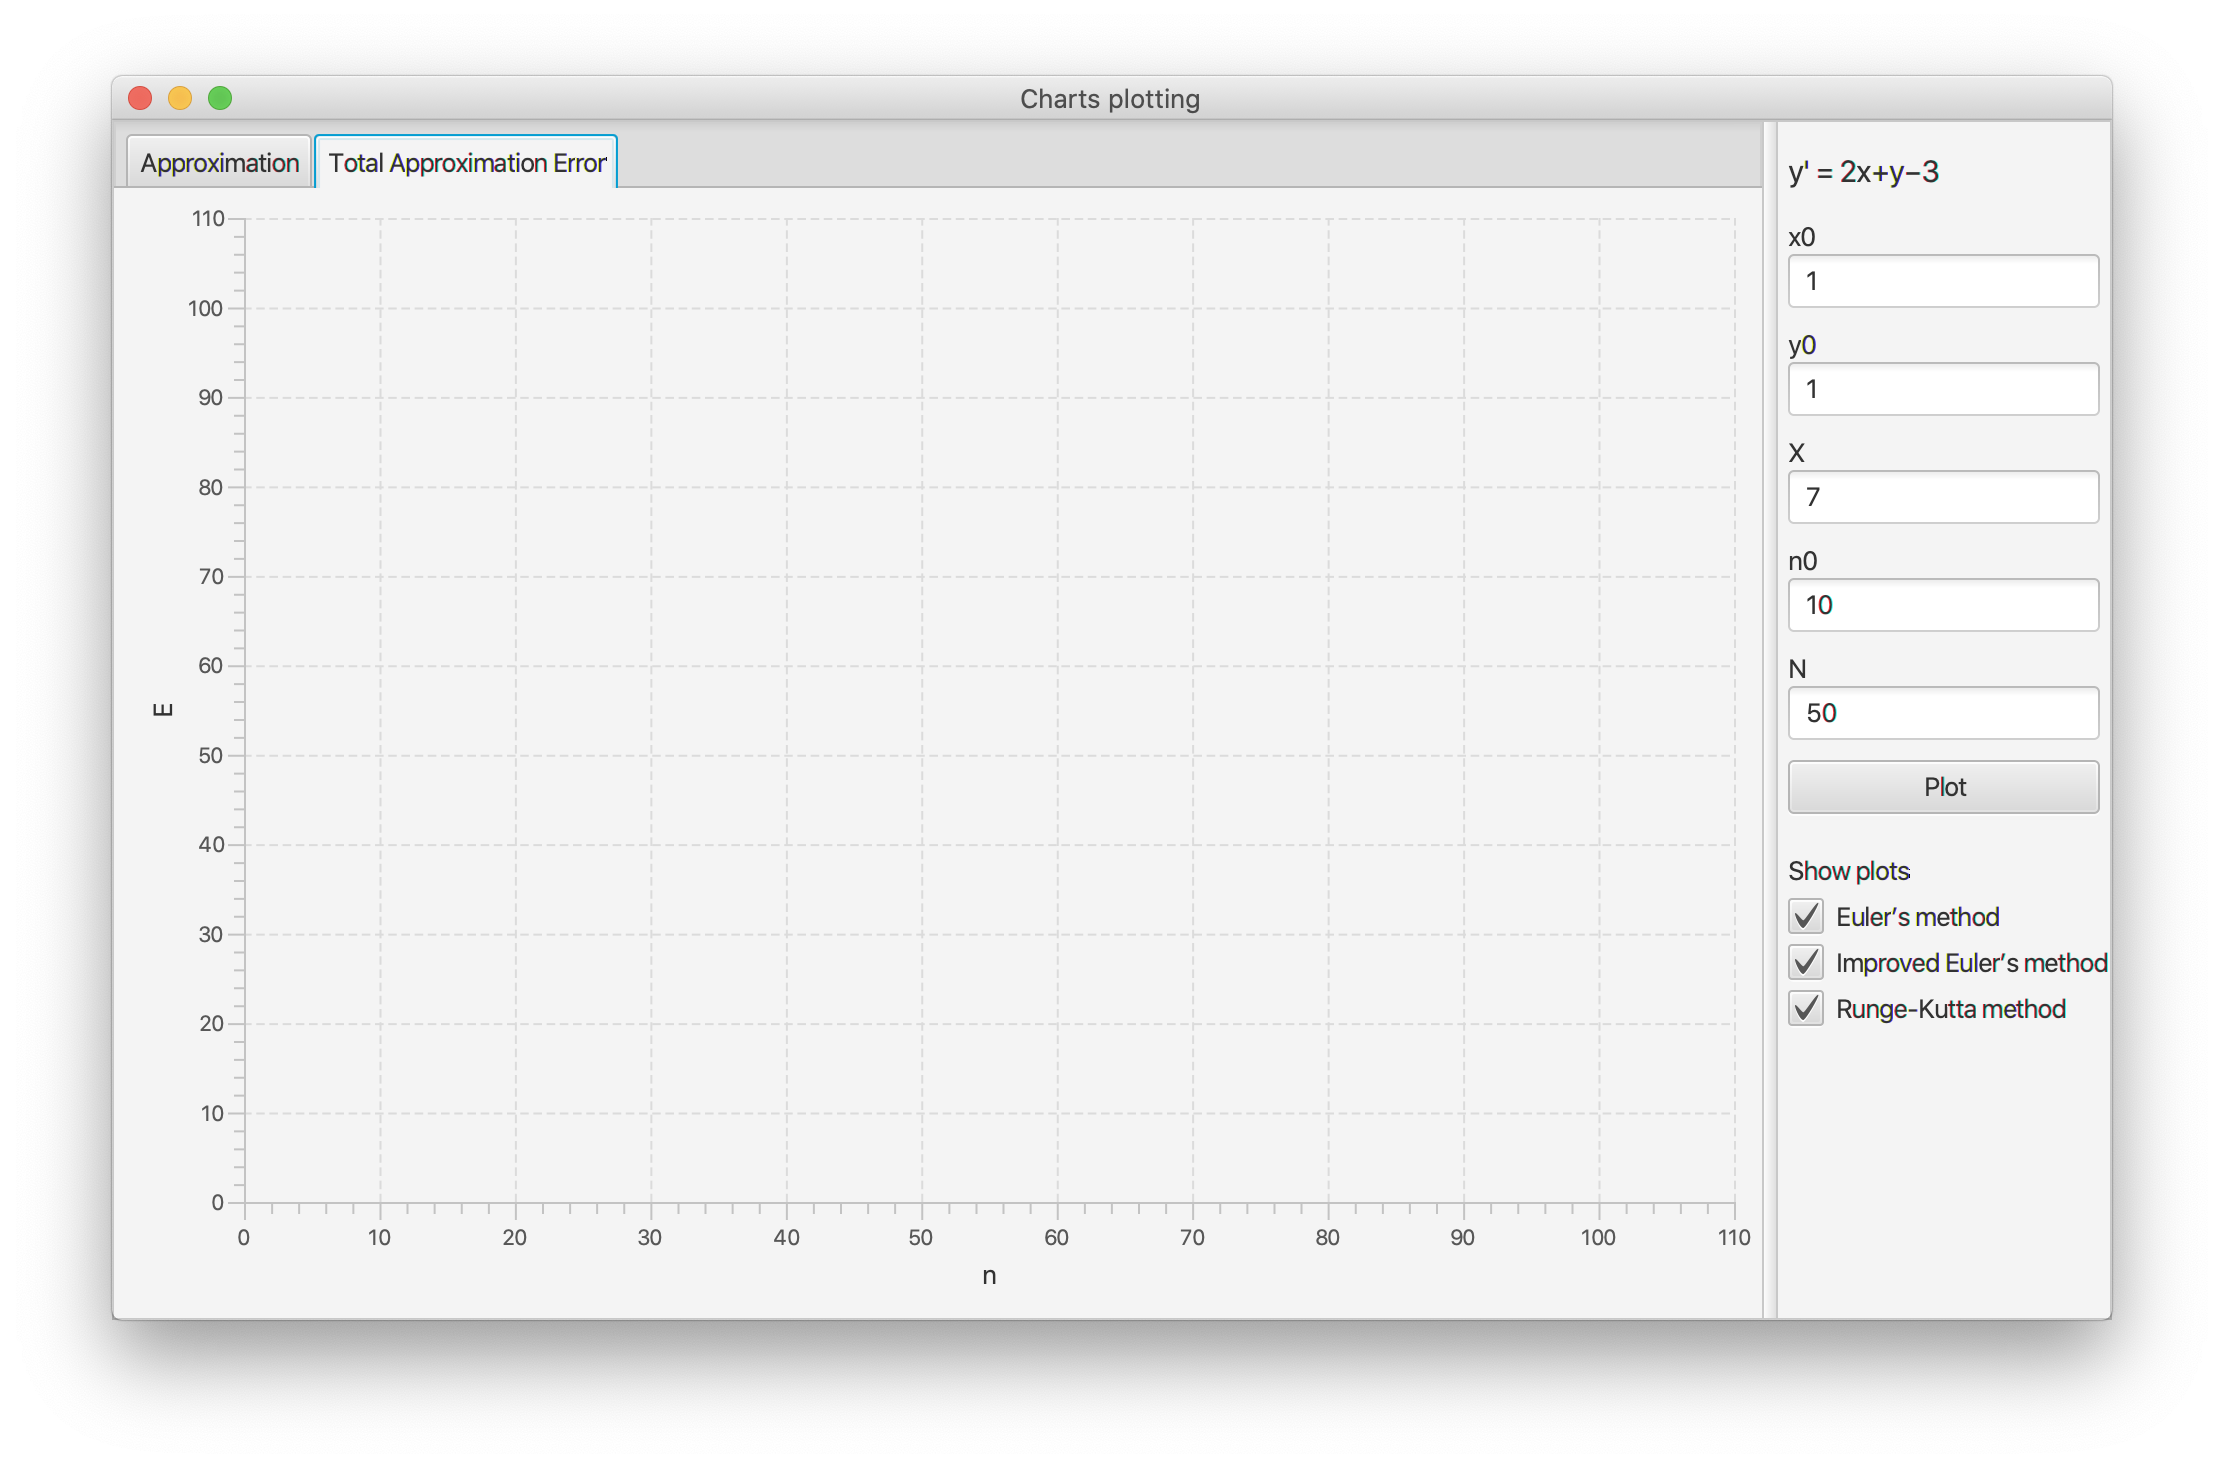 Charts plotting
Approximation
Total Approximation Error
110
100
90
80
70
60
50
40
30
20
10
0
E
0 10 20 30 40 50 60 70 80 90 100 110
n
y' = 2x+y−3
x0
1
y0
1
X
7
n0
10
N
50
Plot
Show plots
Euler’s method
Improved Euler’s method
Runge-Kutta method